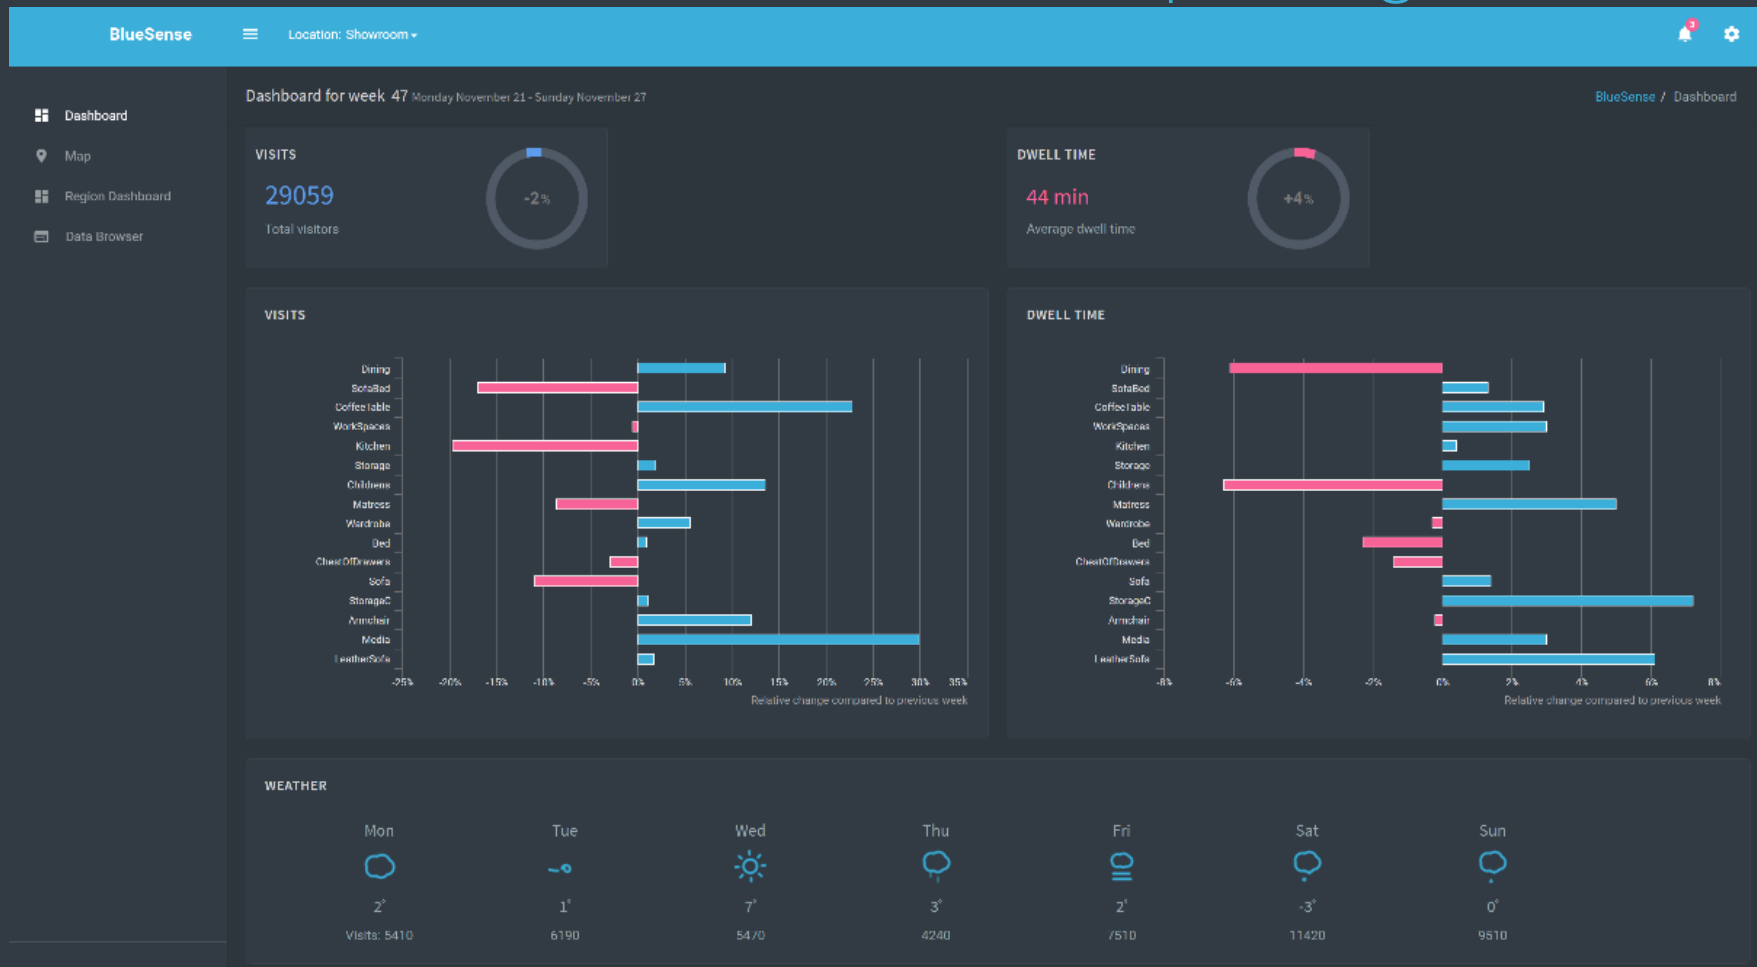 BlueSense
Location: Showroom
3
Dashboard
Map
Region Dashboard
Data Browser
Dashboard for week 47 Monday November 21 - Sunday November 27
BlueSense / Dashboard
VISITS
29059
Total visitors
-2%
DWELL TIME
44 min
Average dwell time
+4%
VISITS
Dining
SofaBed
CoffeeTable
WorkSpaces
Kitchen
Storage
Childrens
Matress
Wardrobe
Bed
ChestOfDrawers
Sofa
StorageC
Armchair
Media
LeatherSofa
-25% -20% -15% -10% -5% 0% 5% 10% 15% 20% 25% 30% 35%
Relative change compared to previous week
DWELL TIME
Dining
SofaBed
CoffeeTable
WorkSpaces
Kitchen
Storage
Childrens
Matress
Wardrobe
Bed
ChestOfDrawers
Sofa
StorageC
Armchair
Media
LeatherSofa
-8% -6% -4% -2% 0% 2% 4% 6% 8%
Relative change compared to previous week
WEATHER
Mon Tue Wed Thu Fri Sat Sun
2° 1° 7° 3° 2° -3° 0°
Visits: 5410 6190 5470 4240 7510 11420 9510